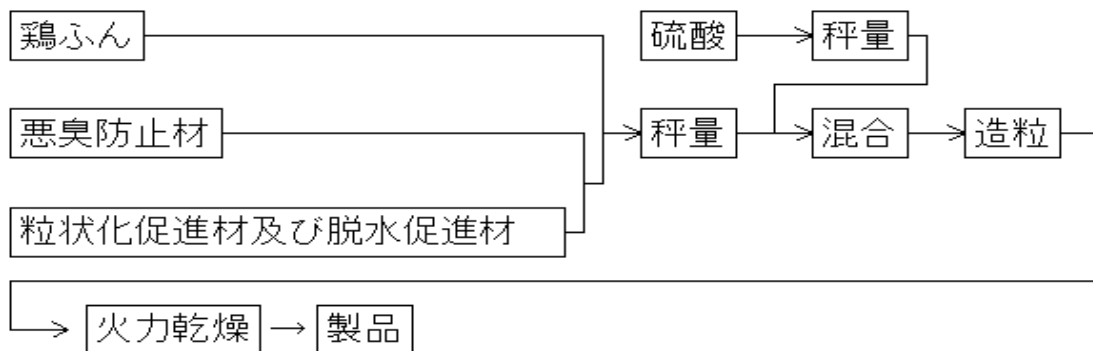 鶏ふん
硫酸
秤量
悪臭防止材
秤量
混合
造粒
粒状化促進材及び脱水促進材
火力乾燥
製品